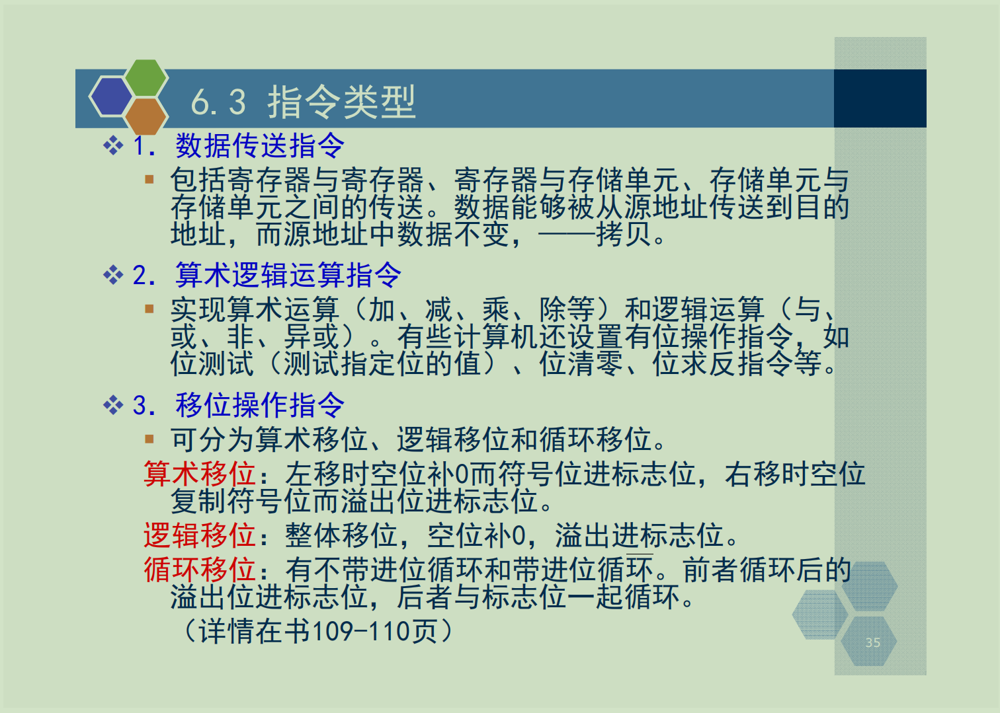 6.3 指令类型
1. 数据传送指令
包括寄存器与寄存器、寄存器与存储单元、存储单元与
存储单元之间的传送。数据能够被从源地址传送到目的
地址，而源地址中数据不变，——拷贝。
2. 算术逻辑运算指令
实现算术运算（加、减、乘、除等）和逻辑运算（与、
或、非、异或）。有些计算机还设置有位操作指令，如
位测试（测试指定位的值）、位清零、位求反指令等。
3. 移位操作指令
可分为算术移位、逻辑移位和循环移位。
算术移位：左移时空位补0而符号位进标志位，右移时空位
复制符号位而溢出位进标志位。
逻辑移位：整体移位，空位补0，溢出进标志位。
循环移位：有不带进位循环和带进位循环。前者循环后的
溢出位进标志位，后者与标志位一起循环。
（详情在书109-110页）
35